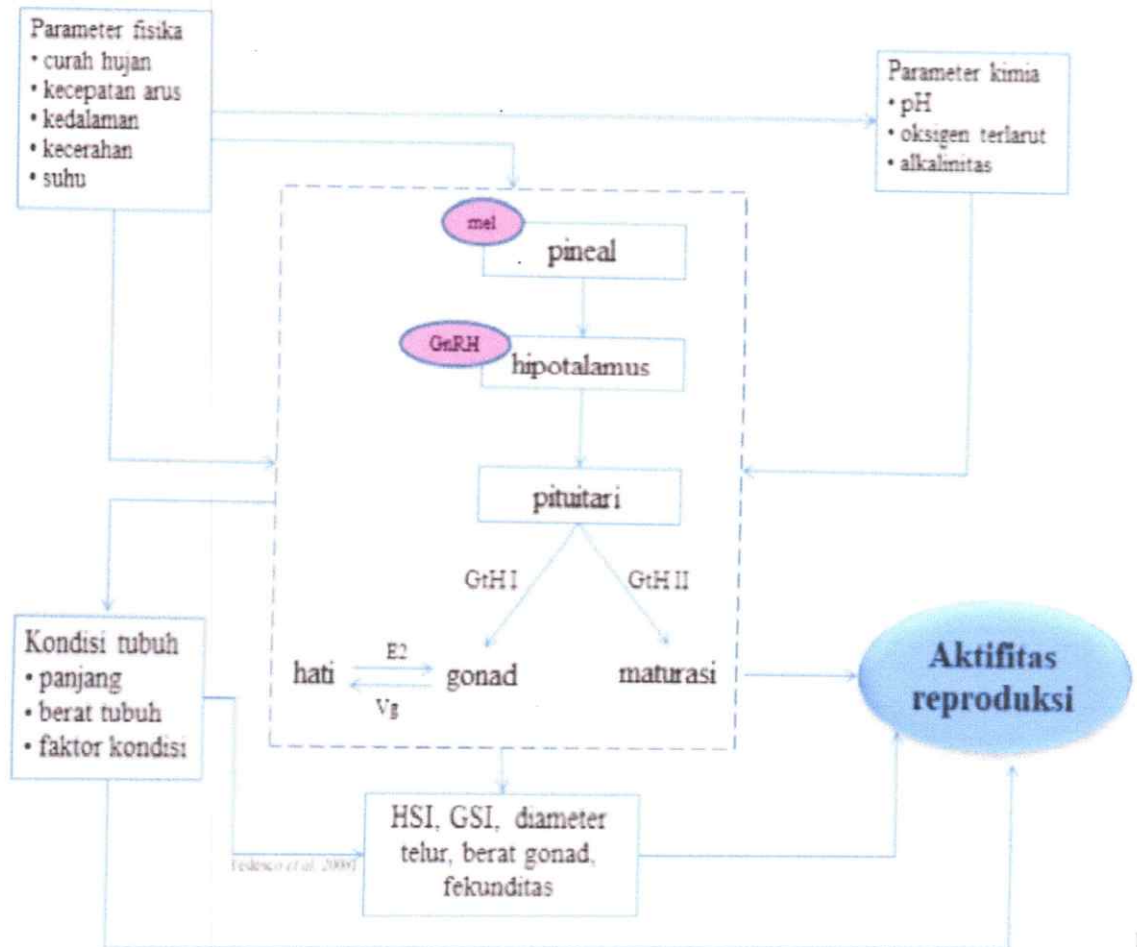 Parameter fisika
• curah hujan
• kecepatan arus
• kedalaman
• kecerahan
• suhu
Parameter kimia
• pH
• oksigen terlarut
• alkalinitas
mel
pineal
GnRH
hipotalamus
pituitari
GtH I
GtH II
hati
E2
Vg
gonad
maturasi
Kondisi tubuh
• panjang
• berat tubuh
• faktor kondisi
Aktifitas
reproduksi
HSI, GSI, diameter
telur, berat gonad,
fekunditas
et al.